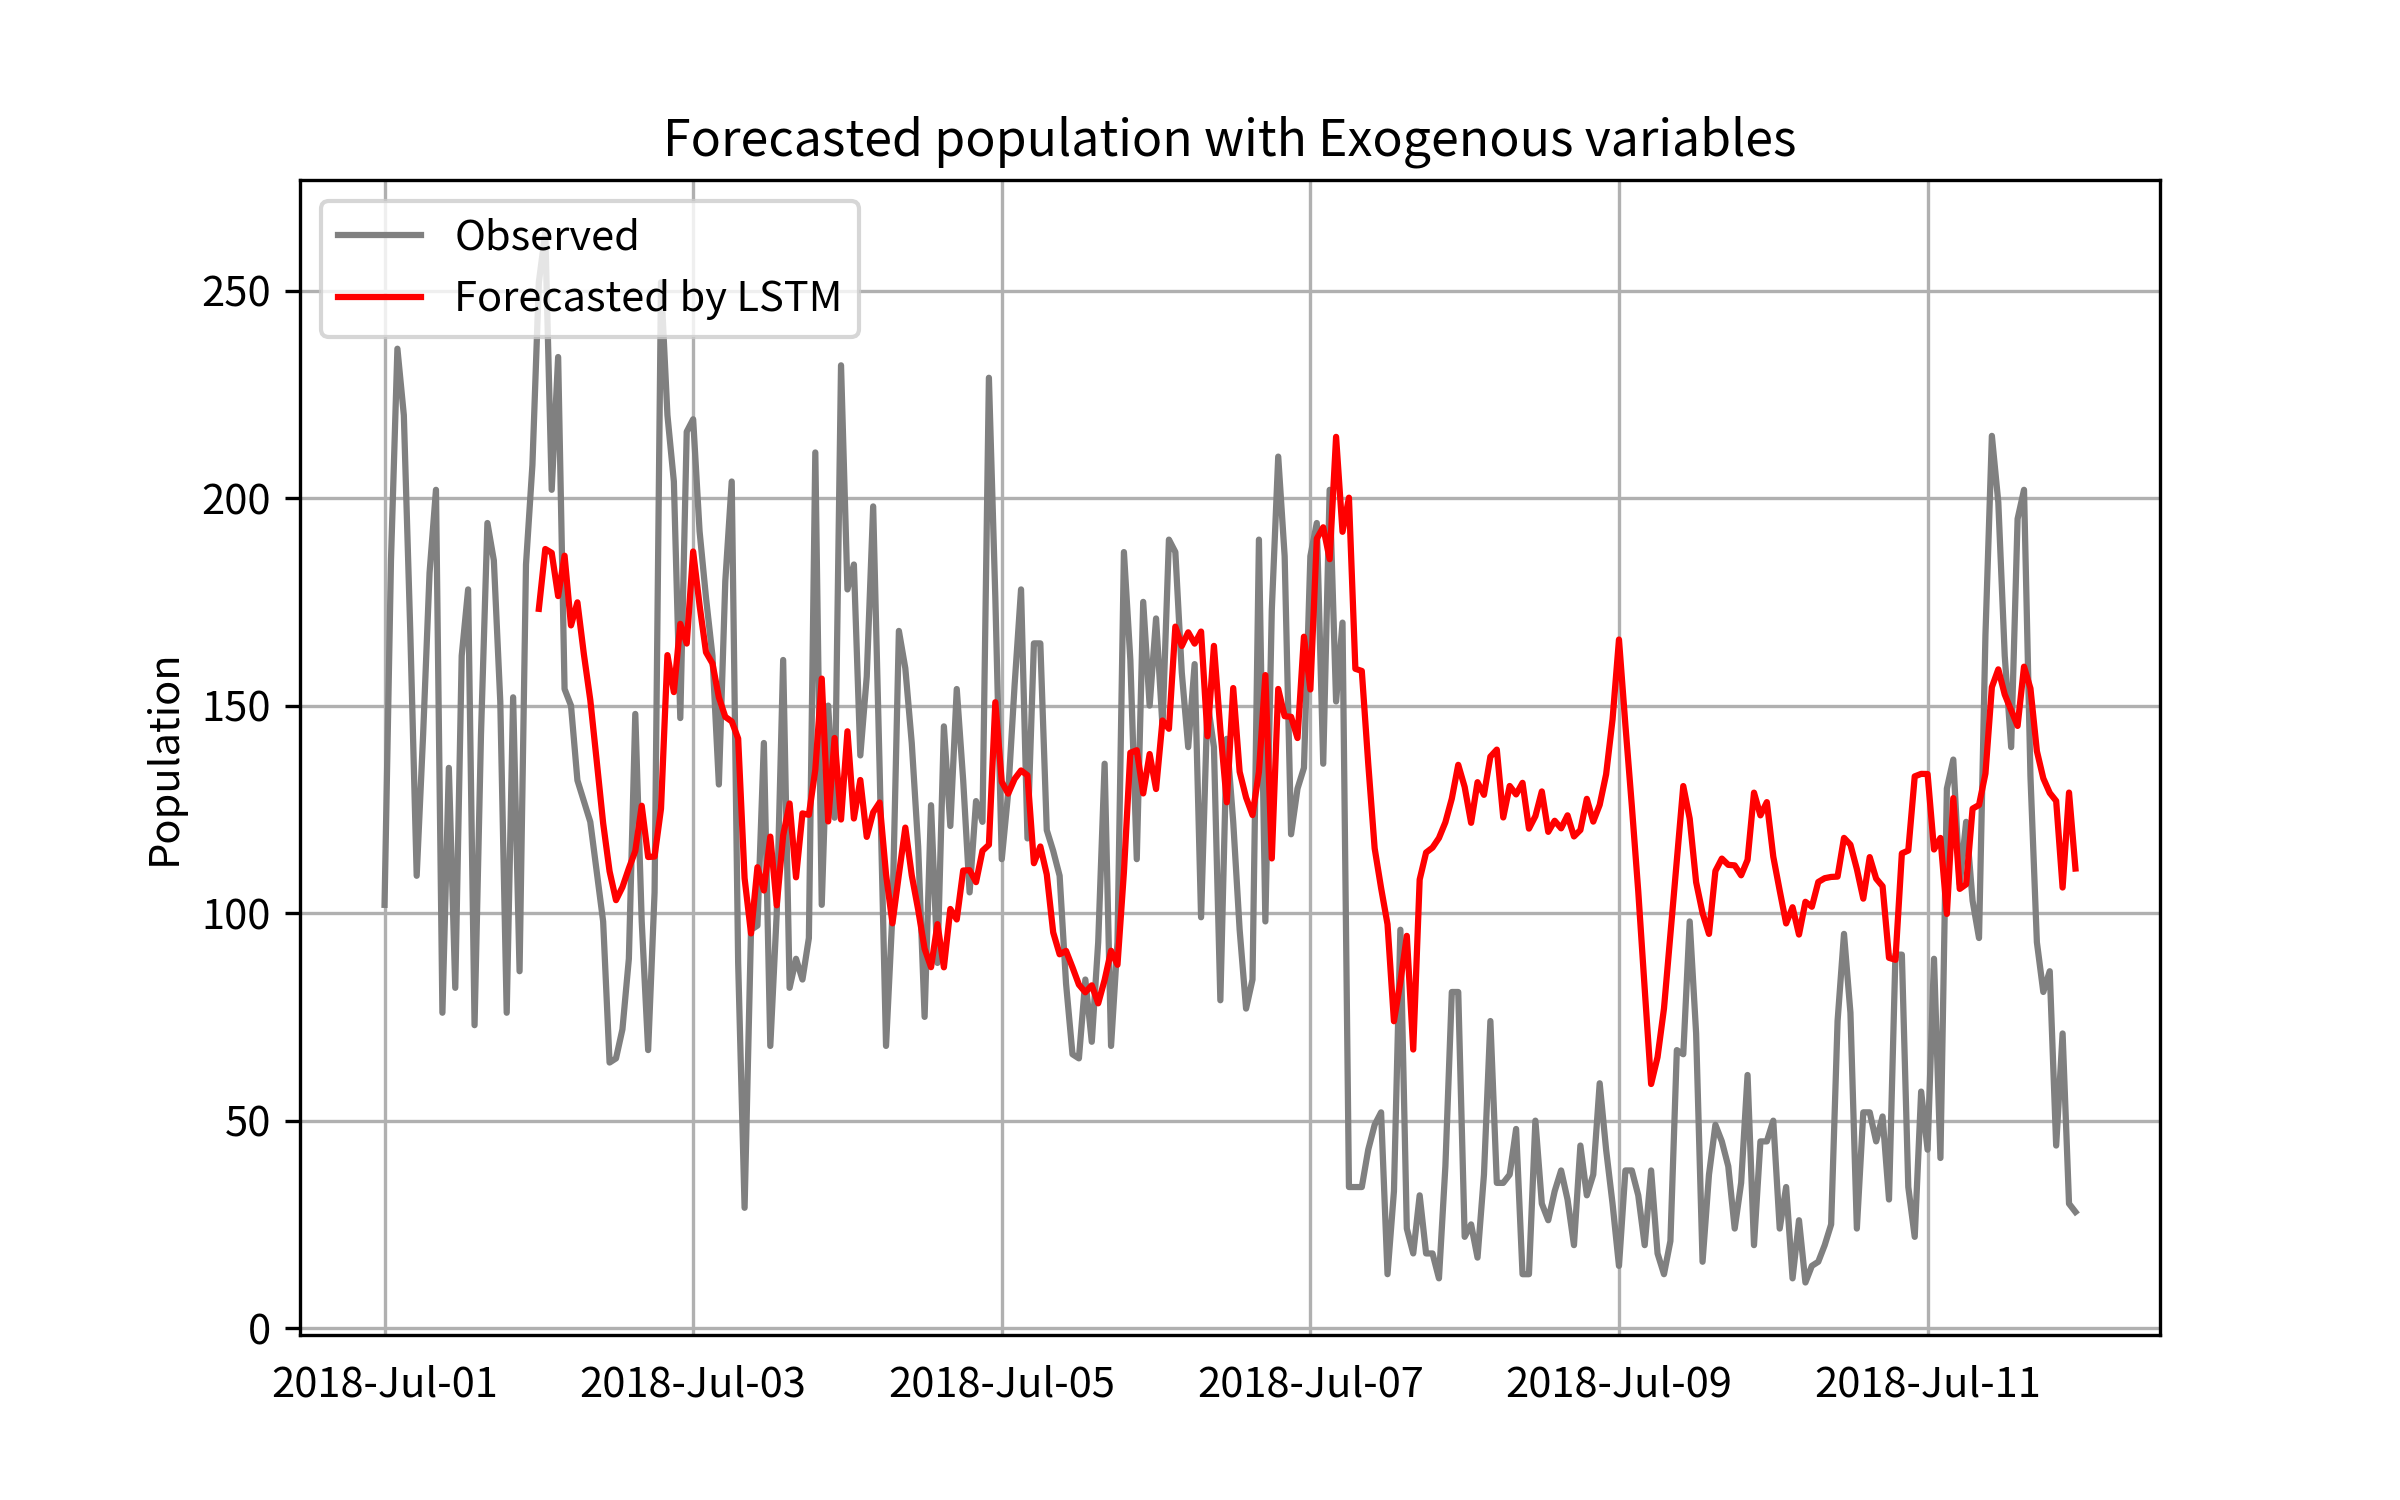 Forecasted population with Exogenous variables
Observed
Forecasted by LSTM
Population
250
200
150
100
50
0
2018-Jul-01 2018-Jul-03 2018-Jul-05 2018-Jul-07 2018-Jul-09 2018-Jul-11